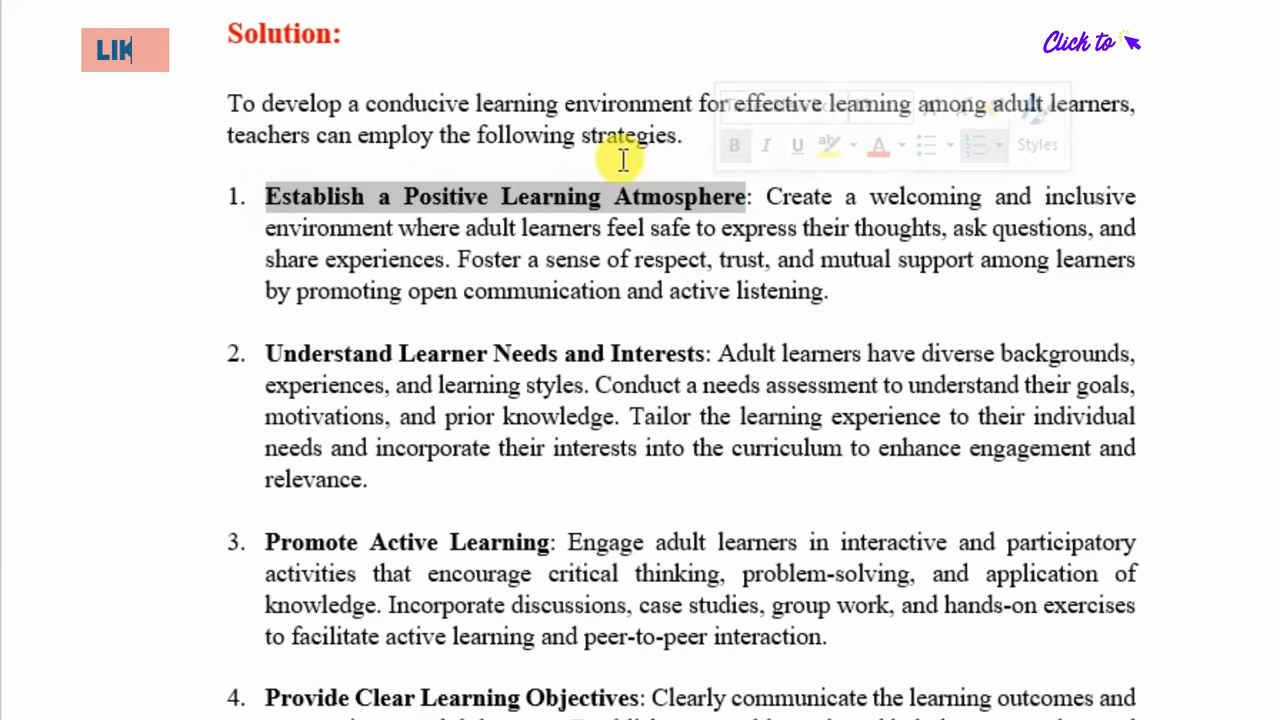 LIK
Click to
Solution:
To develop a conducive learning environment for effective learning among adult learners,
teachers can employ the following strategies.
B I U ab A Styles
1. Establish a Positive Learning Atmosphere: Create a welcoming and inclusive
environment where adult learners feel safe to express their thoughts, ask questions, and
share experiences. Foster a sense of respect, trust, and mutual support among learners
by promoting open communication and active listening.
2. Understand Learner Needs and Interests: Adult learners have diverse backgrounds,
experiences, and learning styles. Conduct a needs assessment to understand their goals,
motivations, and prior knowledge. Tailor the learning experience to their individual
needs and incorporate their interests into the curriculum to enhance engagement and
relevance.
3. Promote Active Learning: Engage adult learners in interactive and participatory
activities that encourage critical thinking, problem-solving, and application of
knowledge. Incorporate discussions, case studies, group work, and hands-on exercises
to facilitate active learning and peer-to-peer interaction.
4. Provide Clear Learning Objectives: Clearly communicate the learning outcomes and